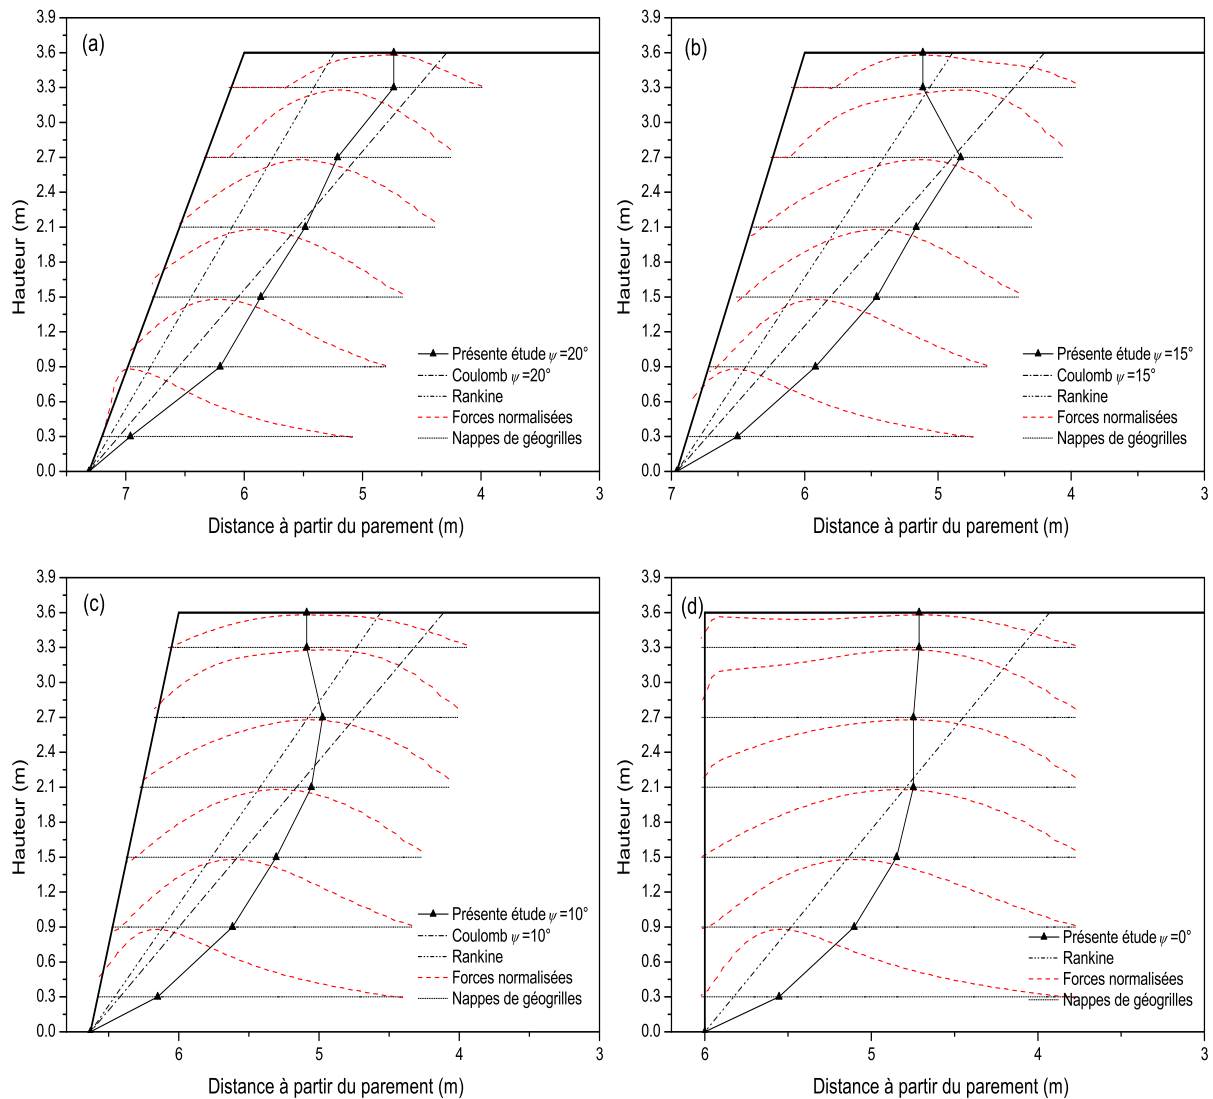 (a)
3.9
3.6
3.3
3.0
2.7
2.4
2.1
1.8
1.5
1.2
0.9
0.6
0.3
0.0
Hauteur (m)
Présente étude ψ=20°
Coulomb ψ=20°
Rankine
Forces normalisées
Nappes de géogrilles
7 6 5 4 3
Distance à partir du parement (m)
(b)
3.9
3.6
3.3
3.0
2.7
2.4
2.1
1.8
1.5
1.2
0.9
0.6
0.3
0.0
Hauteur (m)
Présente étude ψ=15°
Coulomb ψ=15°
Rankine
Forces normalisées
Nappes de géogrilles
7 6 5 4 3
Distance à partir du parement (m)
(c)
3.9
3.6
3.3
3.0
2.7
2.4
2.1
1.8
1.5
1.2
0.9
0.6
0.3
0.0
Hauteur (m)
Présente étude ψ=10°
Coulomb ψ=10°
Rankine
Forces normalisées
Nappes de géogrilles
6 5 4 3
Distance à partir du parement (m)
(d)
3.9
3.6
3.3
3.0
2.7
2.4
2.1
1.8
1.5
1.2
0.9
0.6
0.3
0.0
Hauteur (m)
Présente étude ψ=0°
Rankine
Forces normalisées
Nappes de géogrilles
6 5 4 3
Distance à partir du parement (m)